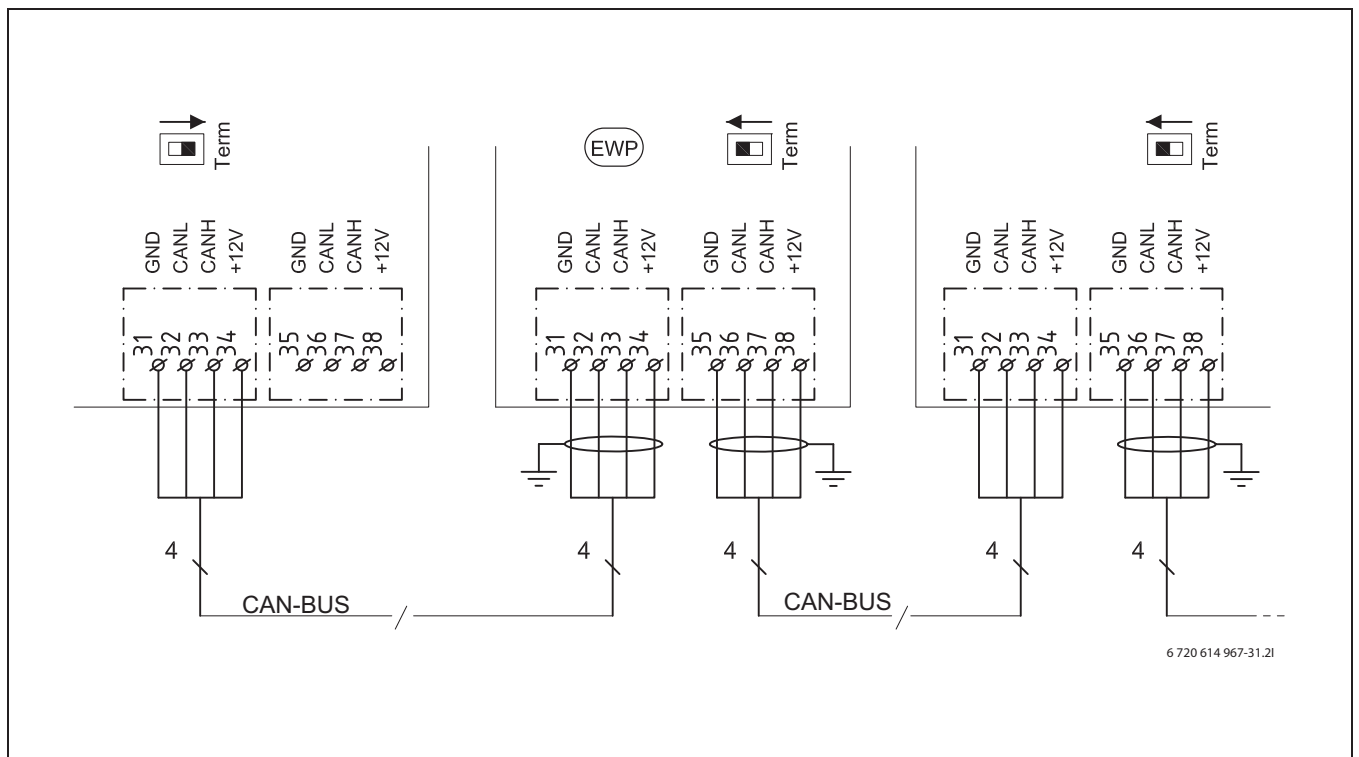 Term
EWP
Term
Term
GND CANL CANH +12V
GND CANL CANH +12V
GND CANL CANH +12V
GND CANL CANH +12V
GND CANL CANH +12V
GND CANL CANH +12V
31 32 33 34
35 36 37 38
31 32 33 34
35 36 37 38
31 32 33 34
35 36 37 38
4
4
4
4
4
CAN-BUS
CAN-BUS
6 720 614 967-31.2I